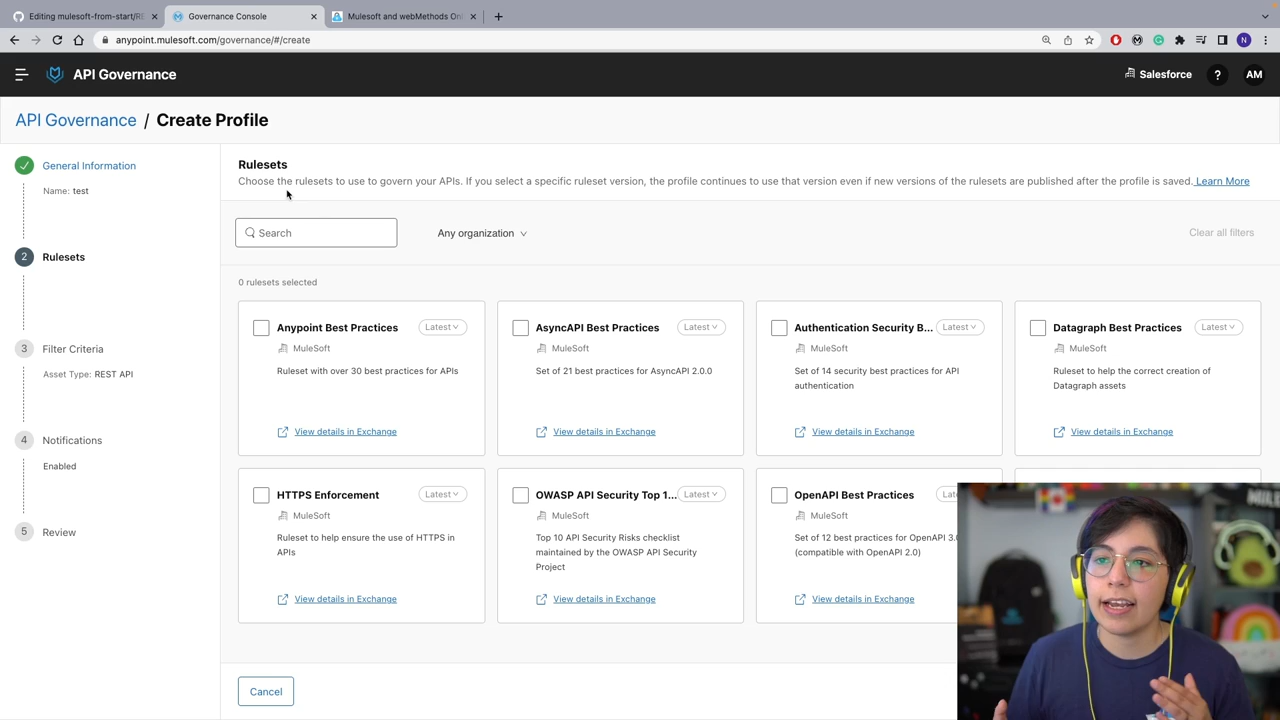 Editing mulesoft-from-start/RE
Governance Console
Mulesoft and webMethods Onl
anypoint.mulesoft.com/governance/#/create
N
API Governance
Salesforce
?
AM
API Governance / Create Profile
General Information
Name: test
2 Rulesets
3 Filter Criteria
Asset Type: REST API
4 Notifications
Enabled
5 Review
Rulesets
Choose the rulesets to use to govern your APIs. If you select a specific ruleset version, the profile continues to use that version even if new versions of the rulesets are published after the profile is saved. Learn More
Search
Any organization
Clear all filters
0 rulesets selected
Anypoint Best Practices
Latest
MuleSoft
Ruleset with over 30 best practices for APIs
View details in Exchange
AsyncAPI Best Practices
Latest
MuleSoft
Set of 21 best practices for AsyncAPI 2.0.0
View details in Exchange
Authentication Security B...
Latest
MuleSoft
Set of 14 security best practices for API
authentication
View details in Exchange
Datagraph Best Practices
Latest
MuleSoft
Ruleset to help the correct creation of
Datagraph assets
View details in Exchange
HTTPS Enforcement
Latest
MuleSoft
Ruleset to help ensure the use of HTTPS in
APIs
View details in Exchange
OWASP API Security Top 1...
Latest
MuleSoft
Top 10 API Security Risks checklist
maintained by the OWASP API Security
Project
View details in Exchange
OpenAPI Best Practices
MuleSoft
Set of 12 best practices for OpenAPI 3.0
(compatible with OpenAPI 2.0)
View details in Exchange
Cancel